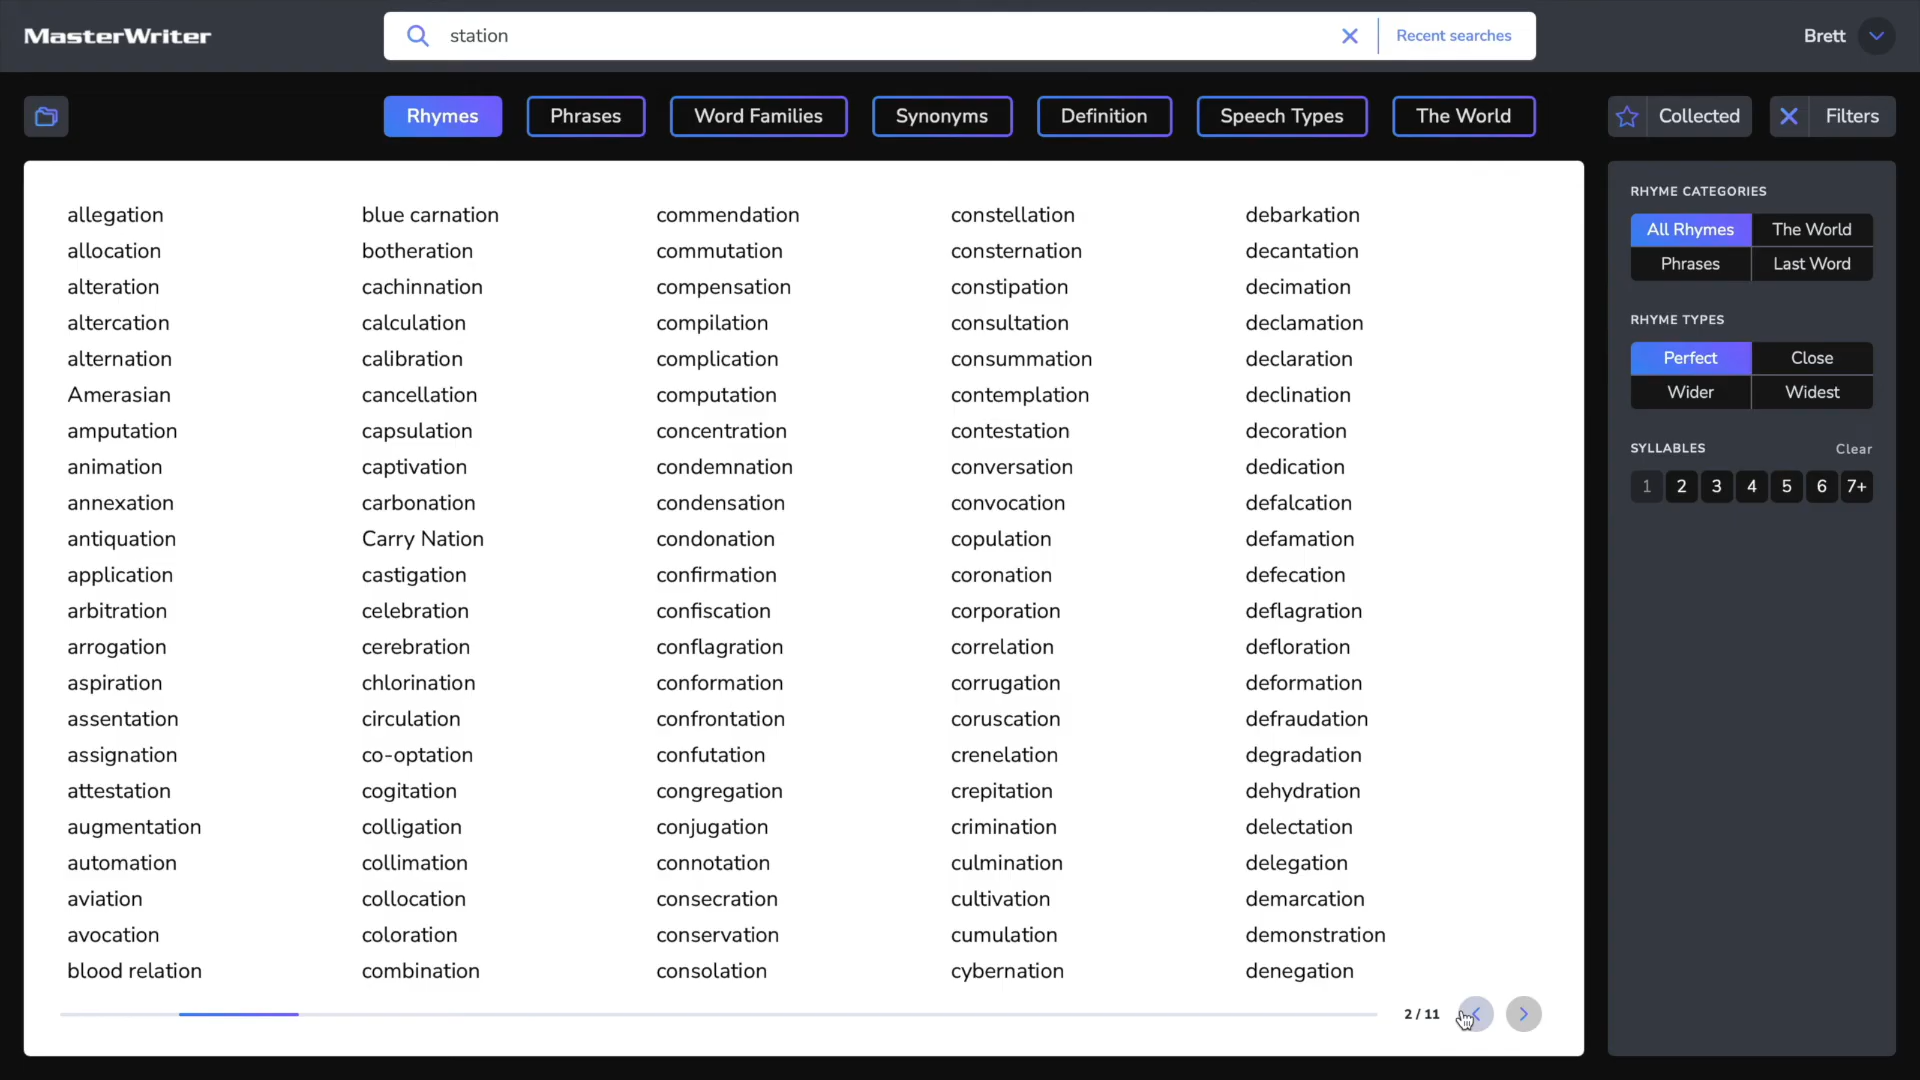 MasterWriter
station
Recent searches
Brett
Rhymes
Phrases
Word Families
Synonyms
Definition
Speech Types
The World
Collected
Filters
allegation
allocation
alteration
altercation
alternation
Amerasian
amputation
animation
annexation
antiquation
application
arbitration
arrogation
aspiration
assentation
assignation
attestation
augmentation
automation
aviation
avocation
blood relation
blue carnation
botheration
cachinnation
calculation
calibration
cancellation
capsulation
captivation
carbonation
Carry Nation
castigation
celebration
cerebration
chlorination
circulation
co-optation
cogitation
colligation
collimation
collocation
coloration
combination
commendation
commutation
compensation
compilation
complication
computation
concentration
condemnation
condensation
condonation
confirmation
confiscation
conflagration
conformation
confrontation
confutation
congregation
conjugation
connotation
consecration
conservation
consolation
constellation
consternation
constipation
consultation
consummation
contemplation
contestation
conversation
convocation
copulation
coronation
corporation
correlation
corrugation
coruscation
crenelation
crepitation
crimination
culmination
cultivation
cumulation
cybernation
debarkation
decantation
decimation
declamation
declaration
declination
decoration
dedication
defalcation
defamation
defecation
deflagration
defloration
deformation
defraudation
degradation
dehydration
delectation
delegation
demarcation
demonstration
denegation
2 / 11
RHYME CATEGORIES
All Rhymes
The World
Phrases
Last Word
RHYME TYPES
Perfect
Close
Wider
Widest
SYLLABLES
Clear
1 2 3 4 5 6 7+